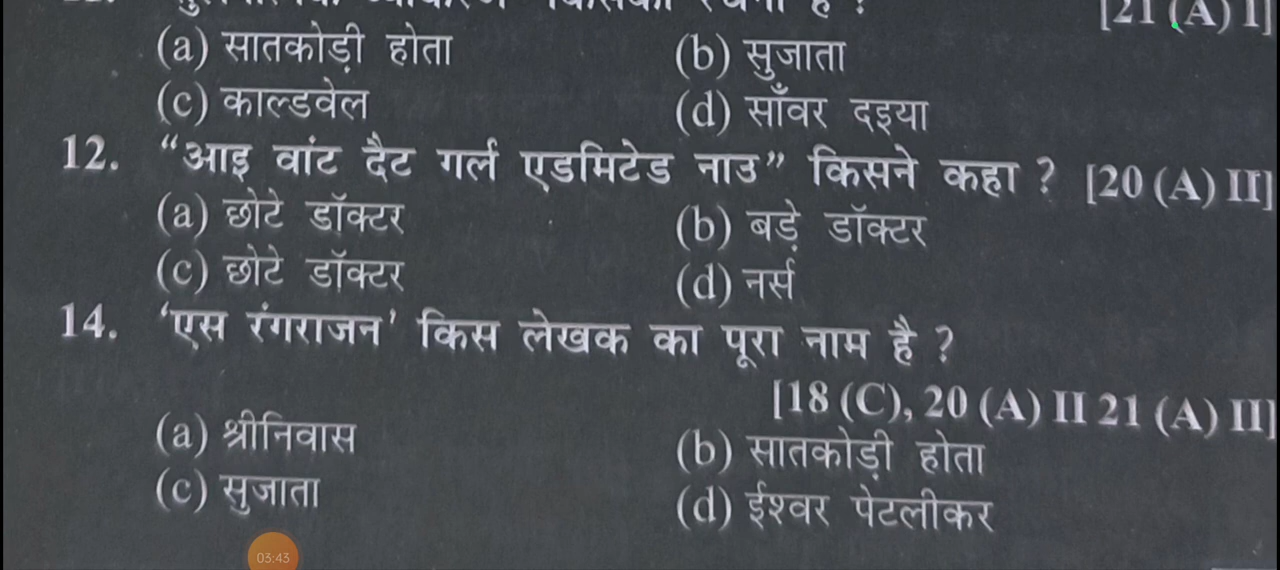 [21 (A) I]
(a) सातकोड़ी होता (b) सुजाता
(c) काल्डवेल (d) साँवर दइया
12. “आइ वांट दैट गर्ल एडमिटेड नाउ” किसने कहा ? [20 (A) II]
(a) छोटे डॉक्टर (b) बड़े डॉक्टर
(c) छोटे डॉक्टर (d) नर्स
14. ‘एस रंगराजन’ किस लेखक का पूरा नाम है ?
[18 (C), 20 (A) II 21 (A) II]
(a) श्रीनिवास (b) सातकोड़ी होता
(c) सुजाता (d) ईश्वर पेटलीकर
03:43